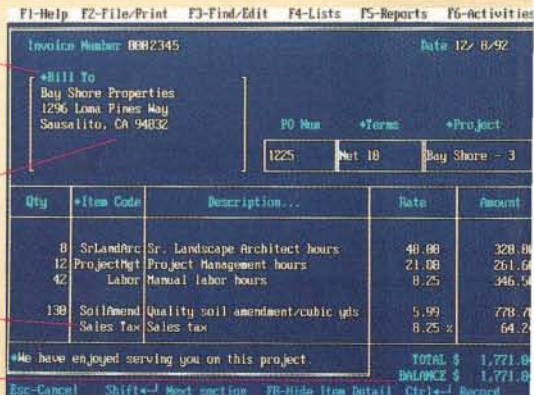 F1-Help F2-File/Print F3-Find/Edit F4-Lists F5-Reports F6-Activities
Invoice Number 0002345 Date 12/ 8/92
♦Bill To
Bay Shore Properties
1296 Loma Pines Way
Sausalito, CA 94832
PO Num ♦Terms ♦Project
1225 Net 10 Bay Shore - 3
Qty ♦Item Code Description... Rate Amount
8 SrLandArc Sr. Landscape Architect hours 40.00 320.0
12 ProjectMgt Project Management hours 21.80 261.6
42 Labor Manual labor hours 8.25 346.5
130 SoilAmend Quality soil amendment/cubic yds 5.99 778.7
Sales Tax Sales tax 8.25 % 64.2
♦We have enjoyed serving you on this project. TOTAL $ 1,771.0
BALANCE $ 1,771.0
Esc-Cancel Shift◄┘ Next section F8-Hide Item Detail Ctrl◄┘ Record